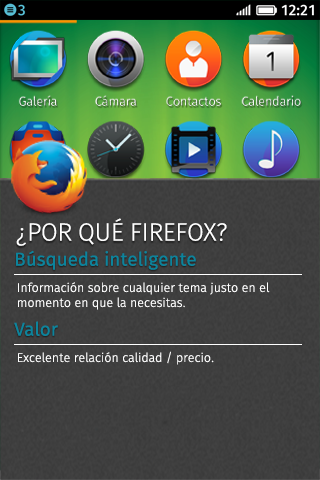 3
12:21
Galería
Cámara
Contactos
1
Calendario
¿POR QUÉ FIREFOX?
Búsqueda inteligente
Información sobre cualquier tema justo en el
momento en que la necesitas.
Valor
Excelente relación calidad / precio.